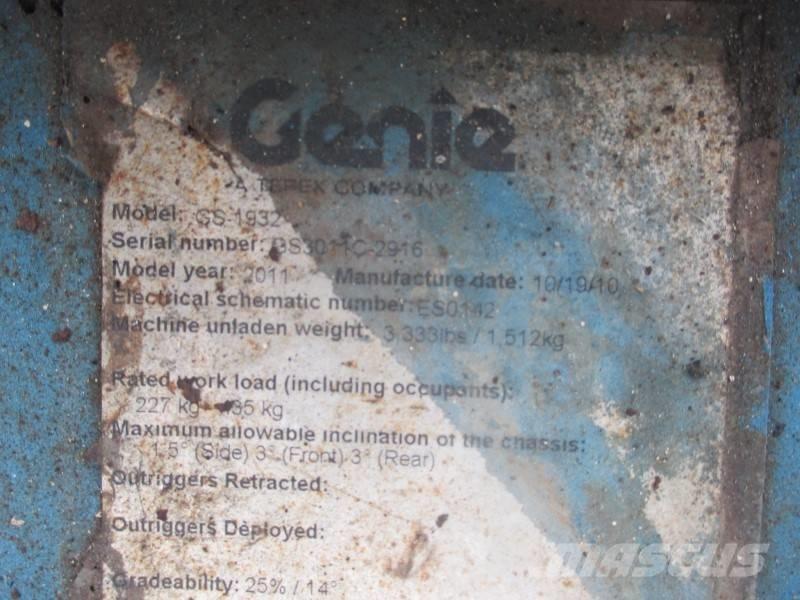 Genie
A TEREX COMPANY
Model: GS-1932
Serial number: GS3011C-2916
Model year: 2011 Manufacture date: 10/19/10
Electrical schematic number: ES0142
Machine unladen weight: 3,333lbs / 1,512kg
Rated work load (including occupants):
227 kg
Maximum allowable inclination of the chassis:
1.5° (Side) 3° (Front) 3° (Rear)
Outriggers Retracted:
Outriggers Deployed:
Gradeability: 25% / 14°
MASCUS